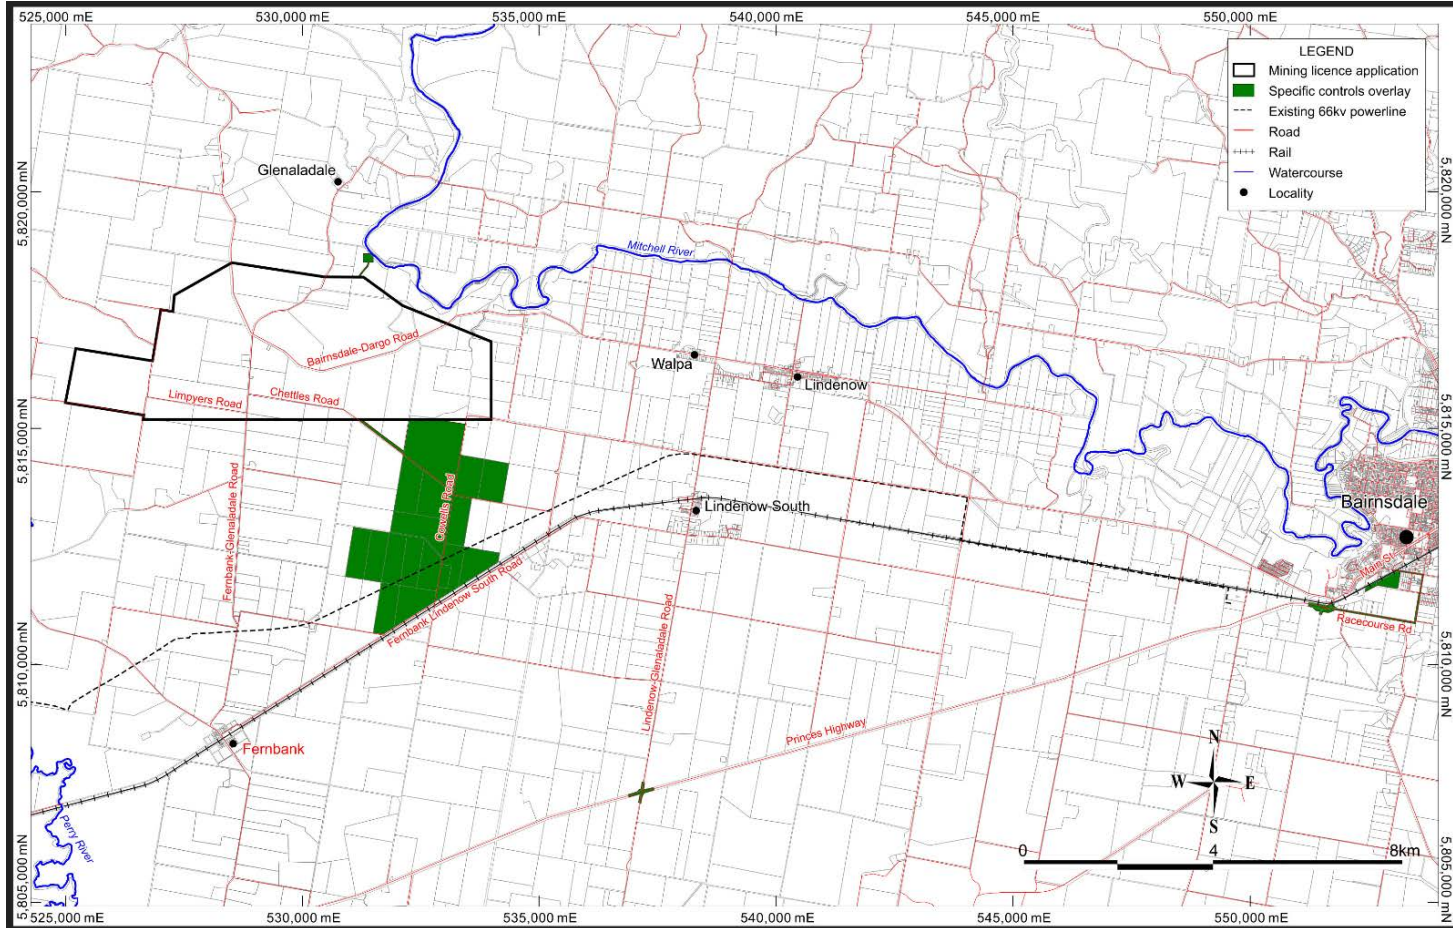 525,000 mE
530,000 mE
535,000 mE
540,000 mE
545,000 mE
550,000 mE
LEGEND
Mining licence application
Specific controls overlay
Existing 66kv powerline
Road
Rail
Watercourse
Locality
5,820,000 mN
5,820,000 mN
Glenaladale
Mitchell River
Bairnsdale-Dargo Road
Walpa
Lindenow
Limpyers Road
Chettles Road
5,815,000 mN
5,815,000 mN
Fernbank-Glenaladale Road
Cowells Road
Lindenow South
Bairnsdale
Main St
Fernbank Lindenow South Road
Racecourse Rd
Lindenow-Glenaladale Road
5,810,000 mN
5,810,000 mN
Princes Highway
Fernbank
Perry River
N
W
E
S
0
4
8km
5,805,000 mN
5,805,000 mN
525,000 mE
530,000 mE
535,000 mE
540,000 mE
545,000 mE
550,000 mE